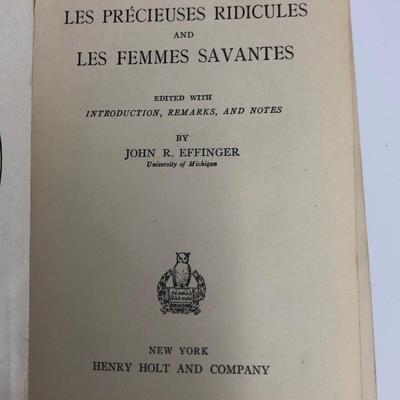 LES PRÉCIEUSES RIDICULES
AND
LES FEMMES SAVANTES
EDITED WITH
INTRODUCTION, REMARKS, AND NOTES
BY
JOHN R. EFFINGER
University of Michigan
NEW YORK
HENRY HOLT AND COMPANY